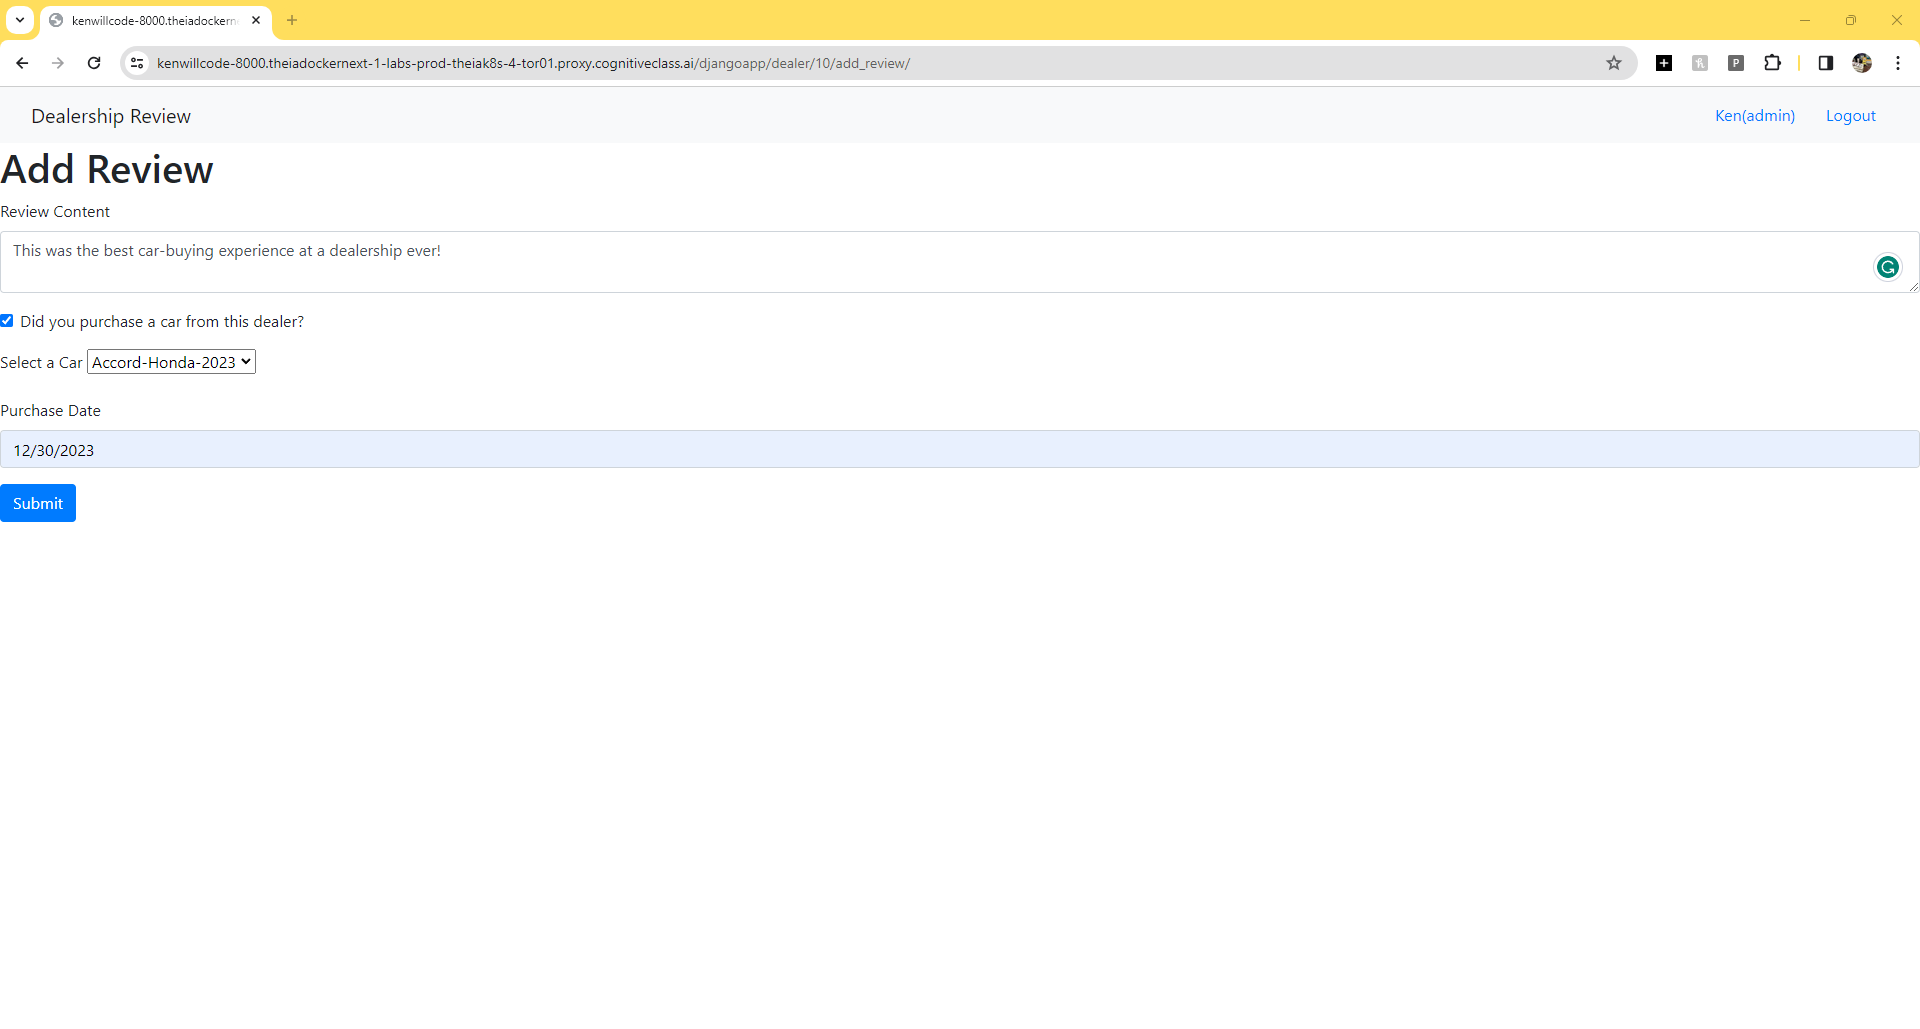 kenwillcode-8000.theiadockern
kenwillcode-8000.theiadockernext-1-labs-prod-theiak8s-4-tor01.proxy.cognitiveclass.ai/djangoapp/dealer/10/add_review/
P
Dealership Review
Ken(admin)
Logout
Add Review
Review Content
This was the best car-buying experience at a dealership ever!
Did you purchase a car from this dealer?
Select a Car Accord-Honda-2023
Purchase Date
12/30/2023
Submit